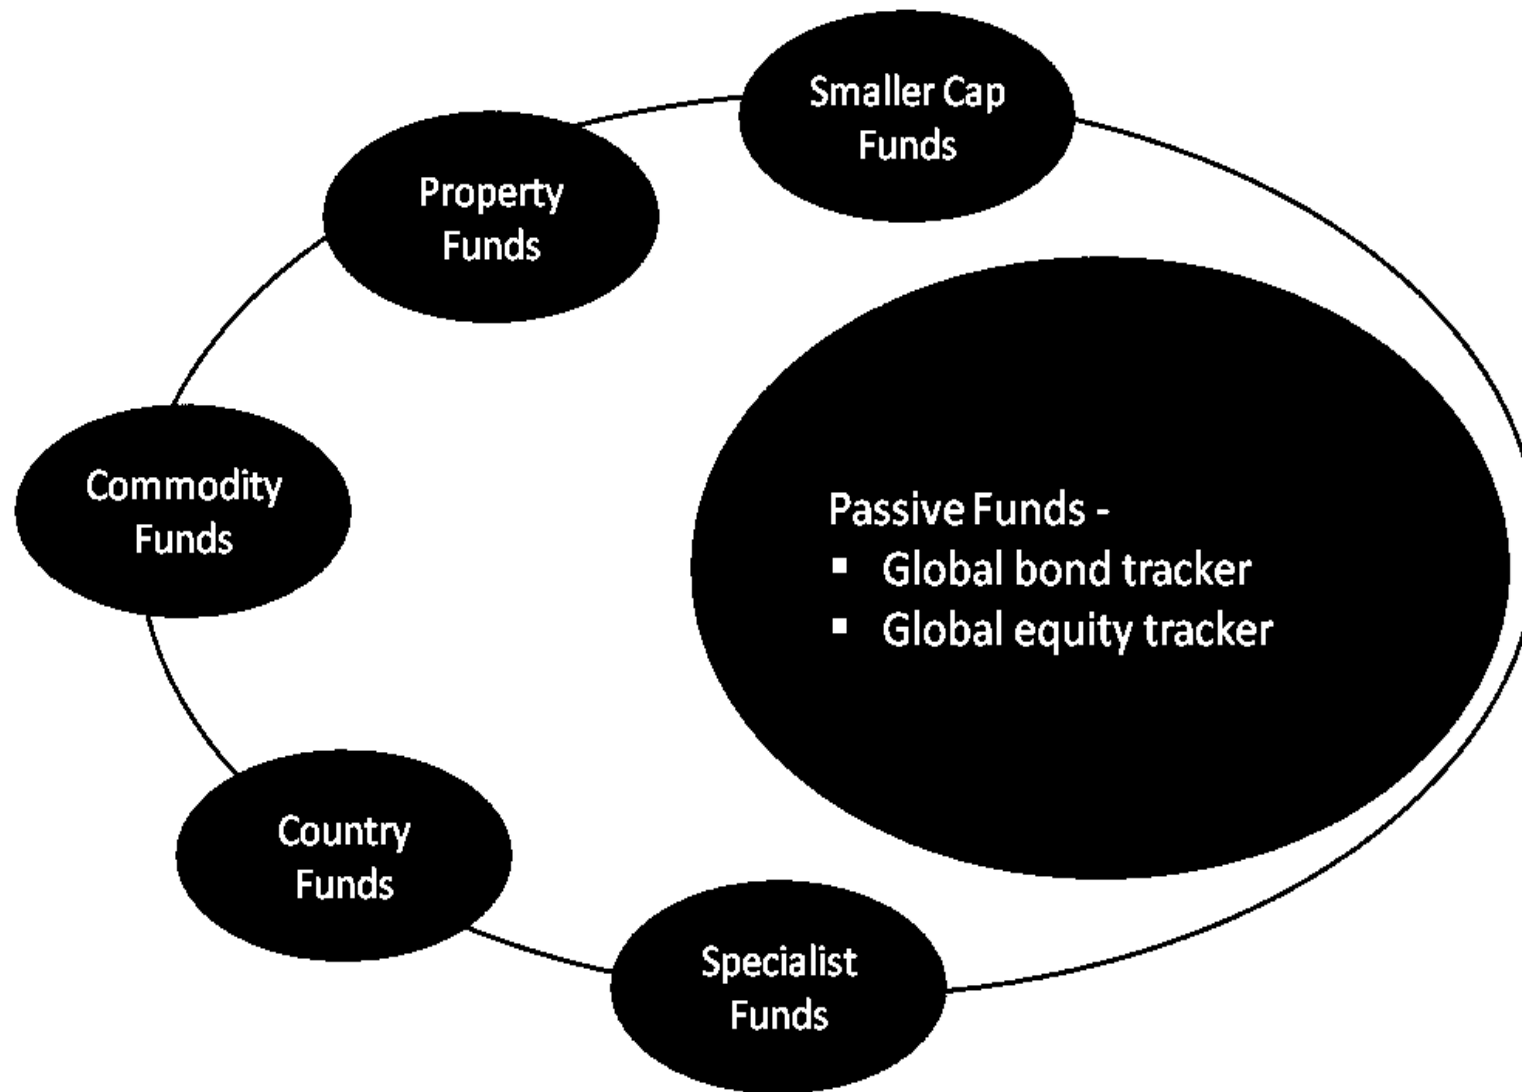 Smaller Cap
Funds
Property
Funds
Commodity
Funds
Passive Funds -
▪ Global bond tracker
▪ Global equity tracker
Country
Funds
Specialist
Funds